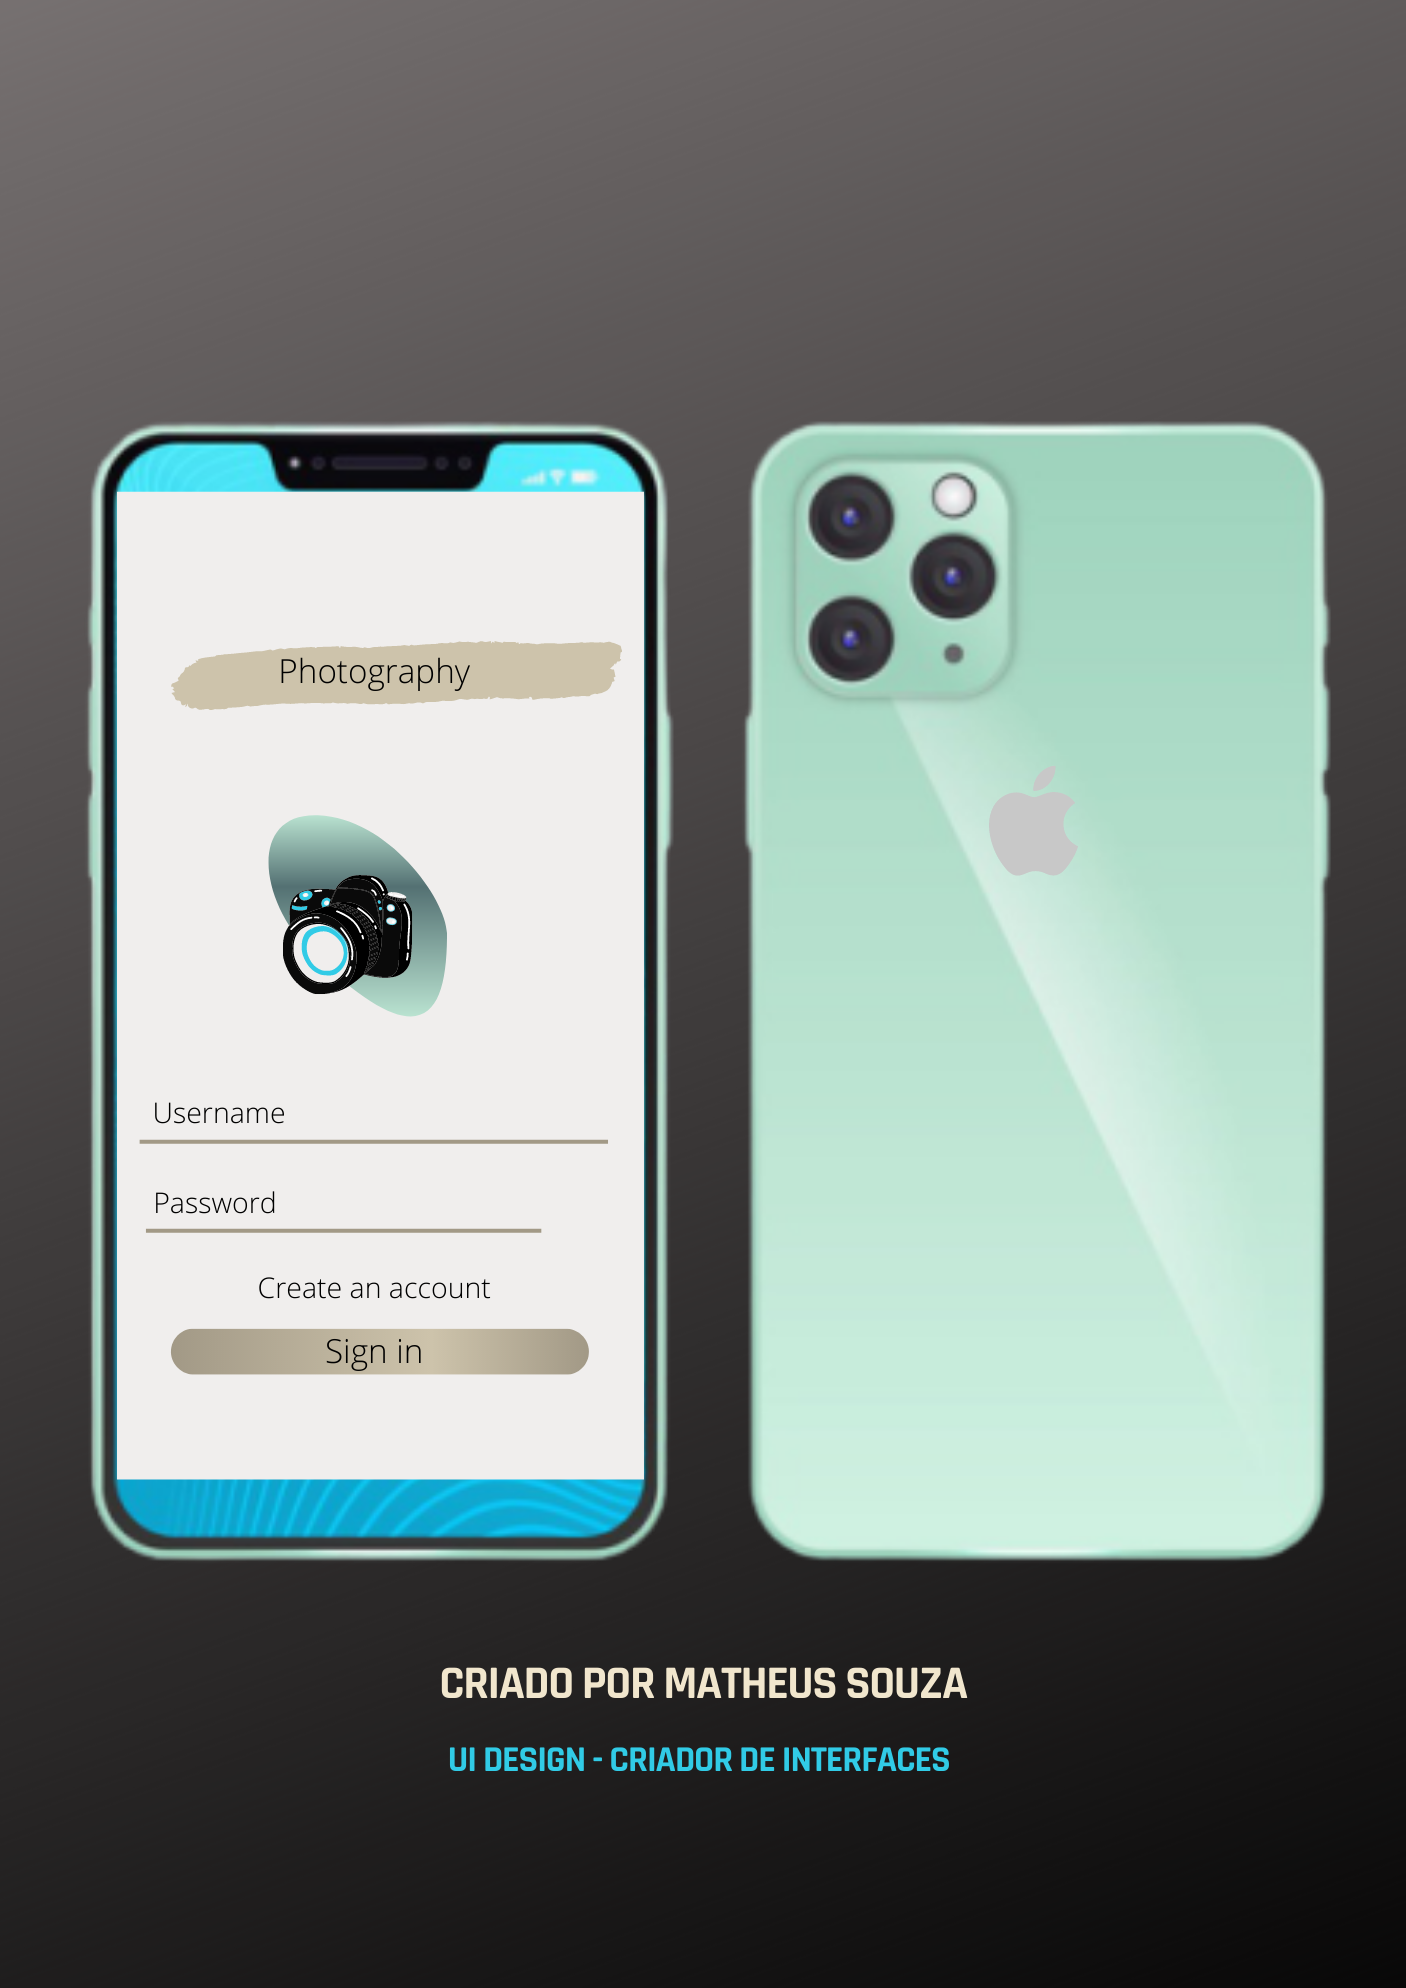 Photography
Username
Password
Create an account
Sign in
CRIADO POR MATHEUS SOUZA
UI DESIGN - CRIADOR DE INTERFACES